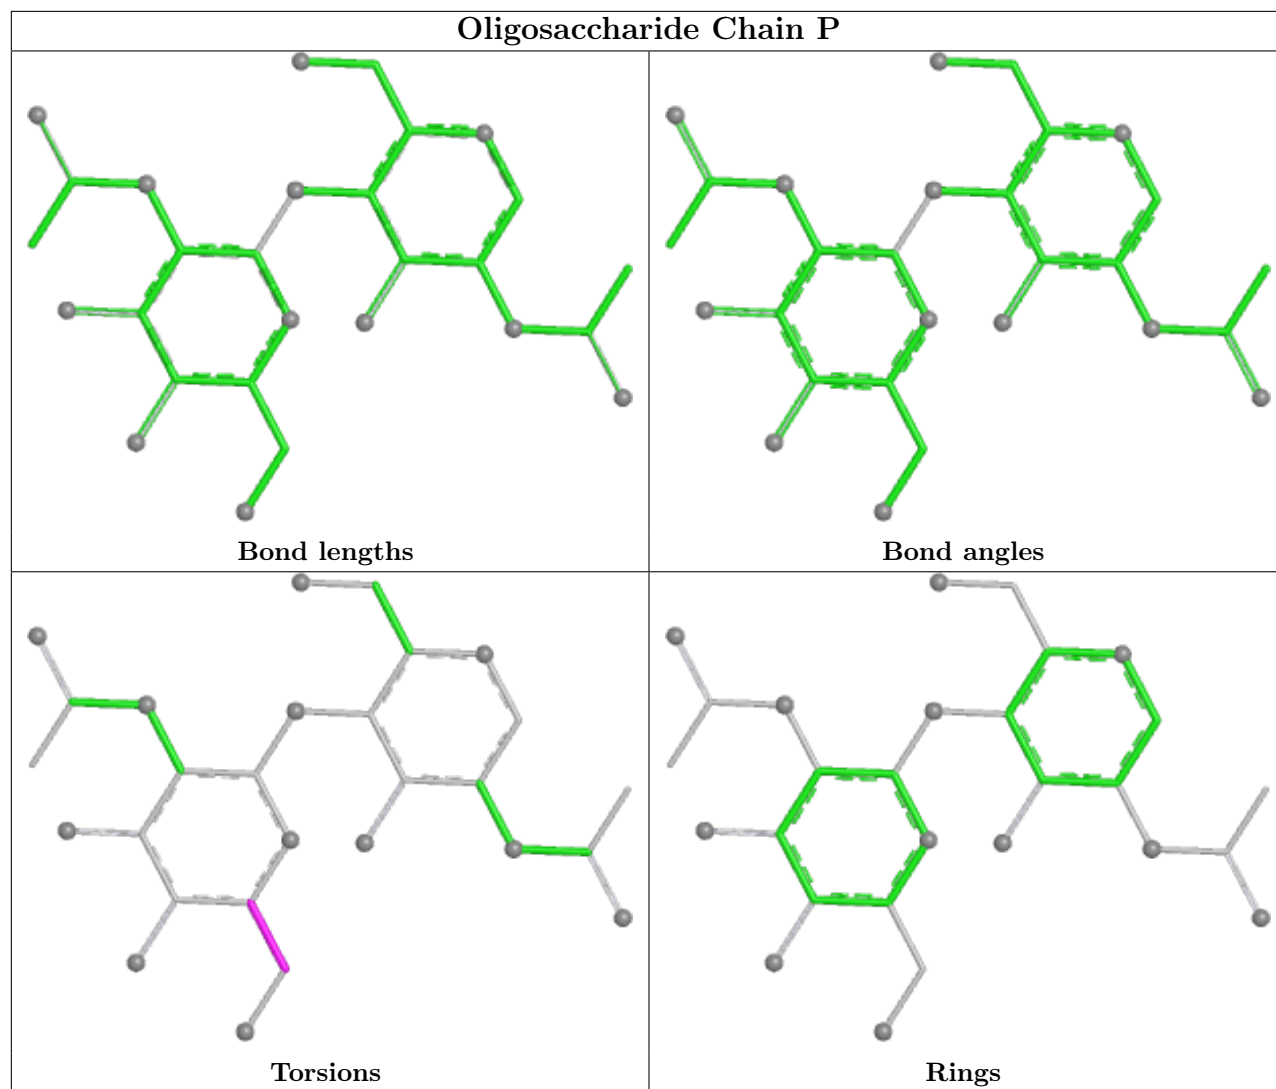 Oligosaccharide Chain P
Bond lengths
Bond angles
Torsions
Rings